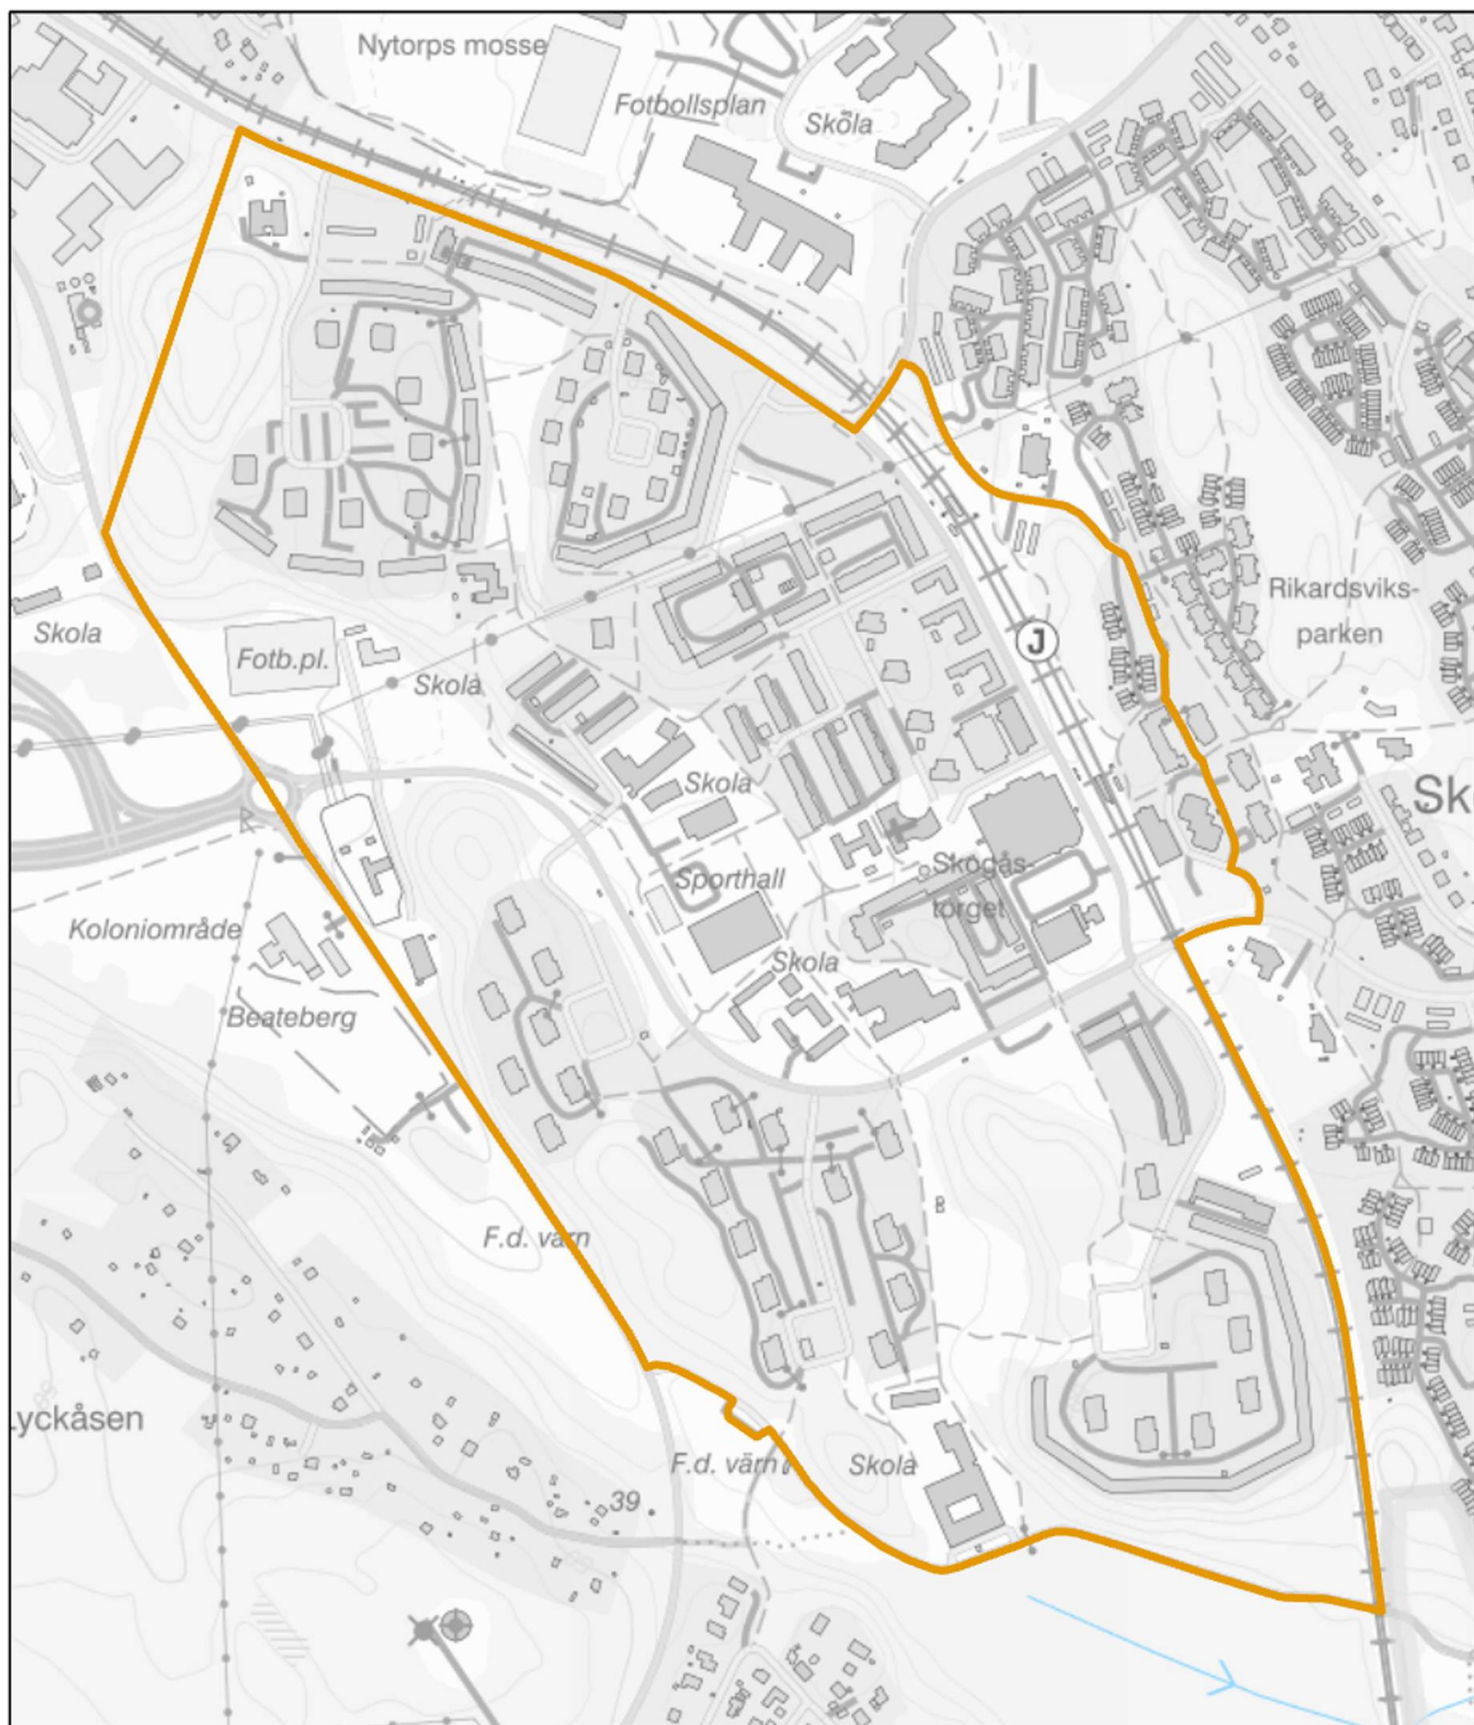 Nytorps mosse
Fotbollsplan
Skola
Rikardsviks-
parken
J
Skola
Fotb.pl.
Skola
Skola
Sk
Skogås-
torget
Sporthall
Koloniområde
Skola
Beateberg
F.d. värn
yckåsen
F.d. värn
Skola
39